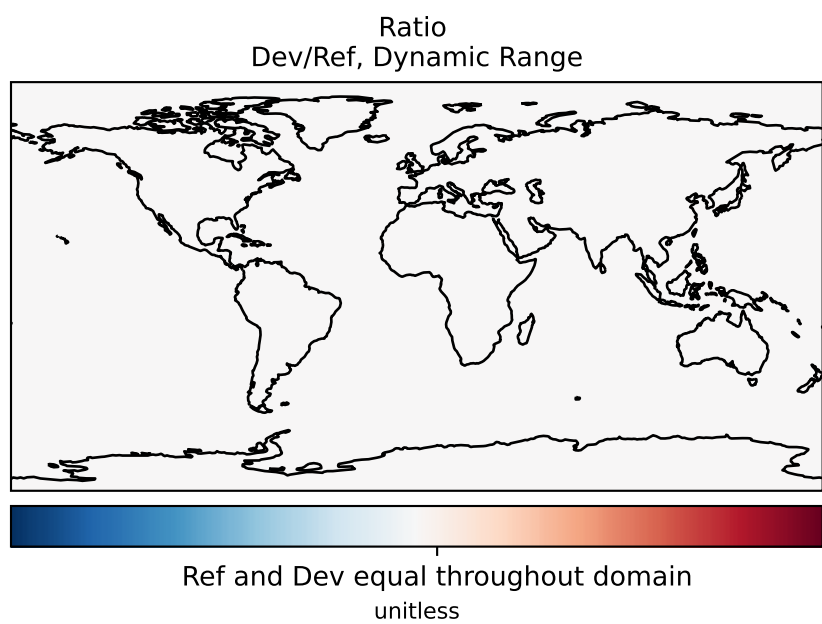 Ratio
Dev/Ref, Dynamic Range
Ref and Dev equal throughout domain
unitless